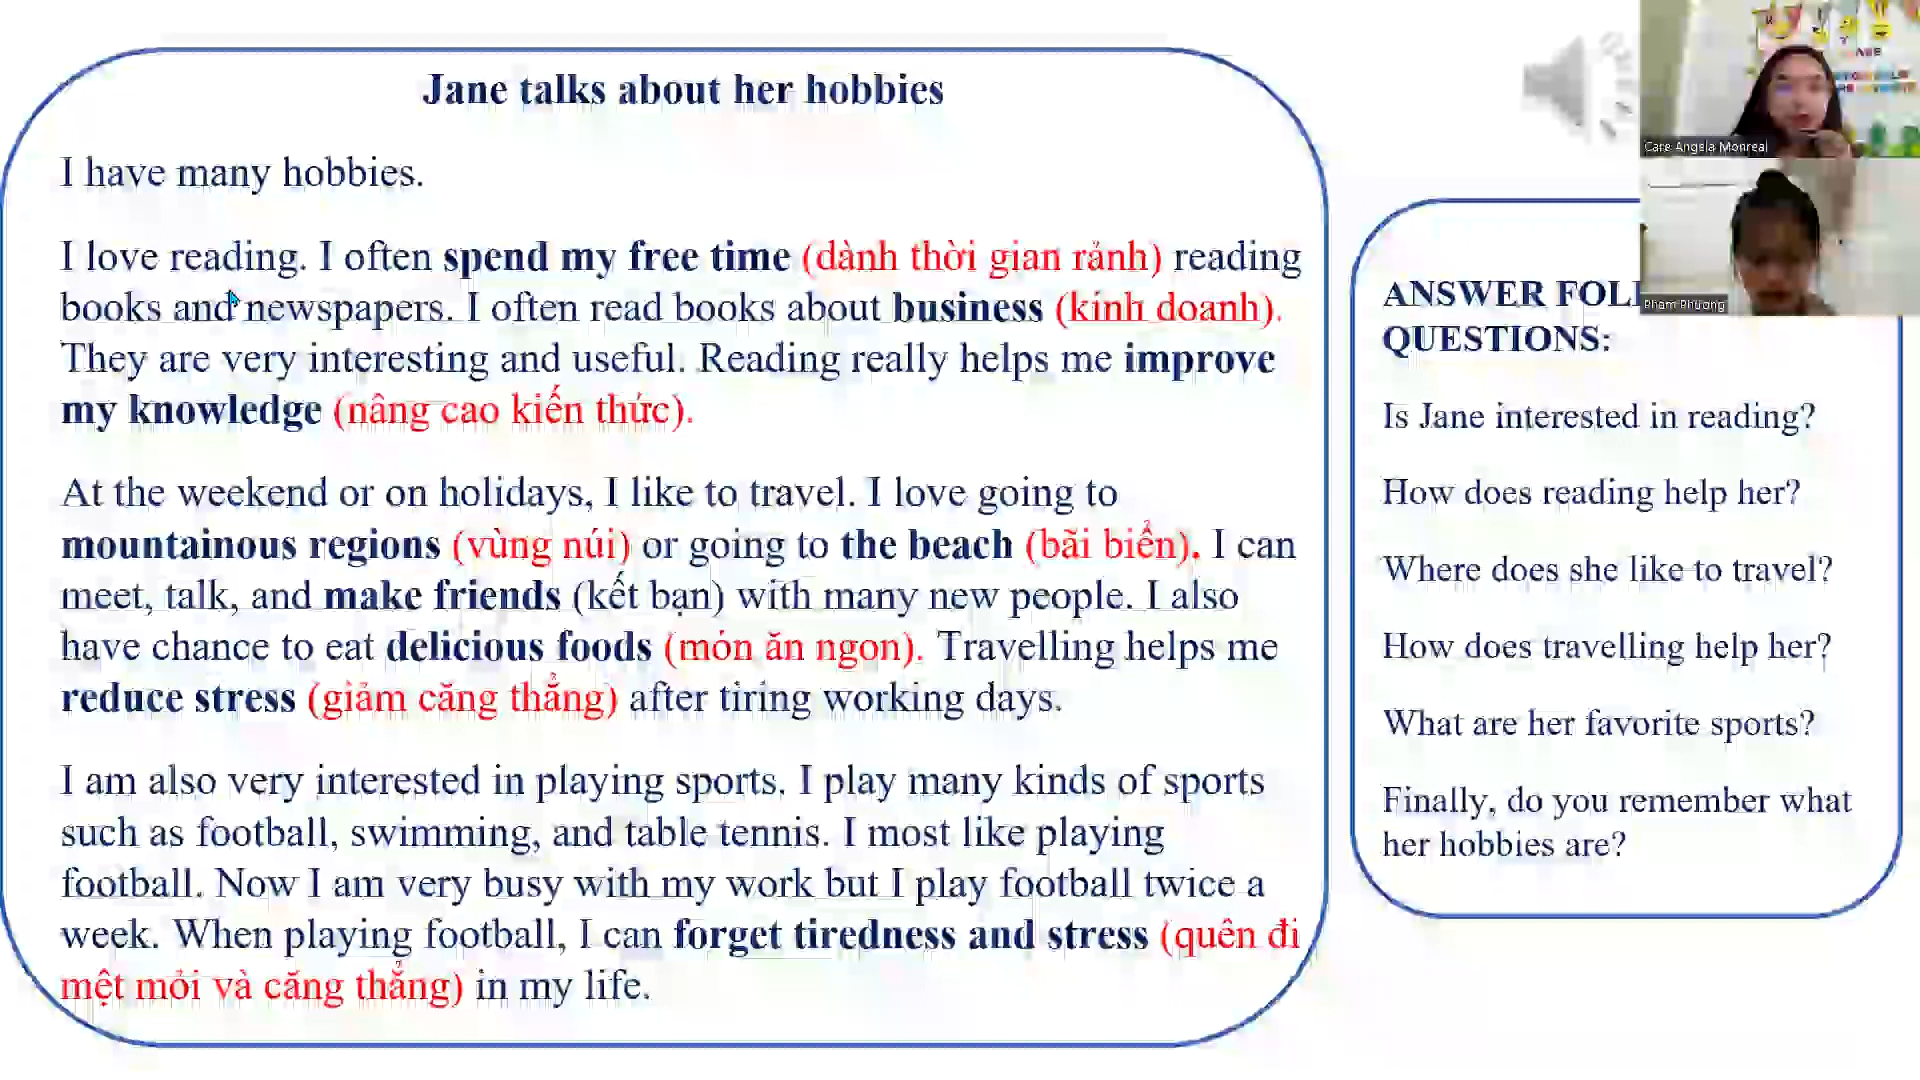 Jane talks about her hobbies
I have many hobbies.
I love reading. I often spend my free time (dành thời gian rảnh) reading
books and newspapers. I often read books about business (kinh doanh).
They are very interesting and useful. Reading really helps me improve
my knowledge (nâng cao kiến thức).
At the weekend or on holidays, I like to travel. I love going to
mountainous regions (vùng núi) or going to the beach (bãi biển). I can
meet, talk, and make friends (kết bạn) with many new people. I also
have chance to eat delicious foods (món ăn ngon). Travelling helps me
reduce stress (giảm căng thẳng) after tiring working days.
I am also very interested in playing sports. I play many kinds of sports
such as football, swimming, and table tennis. I most like playing
football. Now I am very busy with my work but I play football twice a
week. When playing football, I can forget tiredness and stress (quên đi
mệt mỏi và căng thẳng) in my life.
Care Angela Monreal
Pham Phuong
ANSWER FOL
QUESTIONS:
Is Jane interested in reading?
How does reading help her?
Where does she like to travel?
How does travelling help her?
What are her favorite sports?
Finally, do you remember what
her hobbies are?